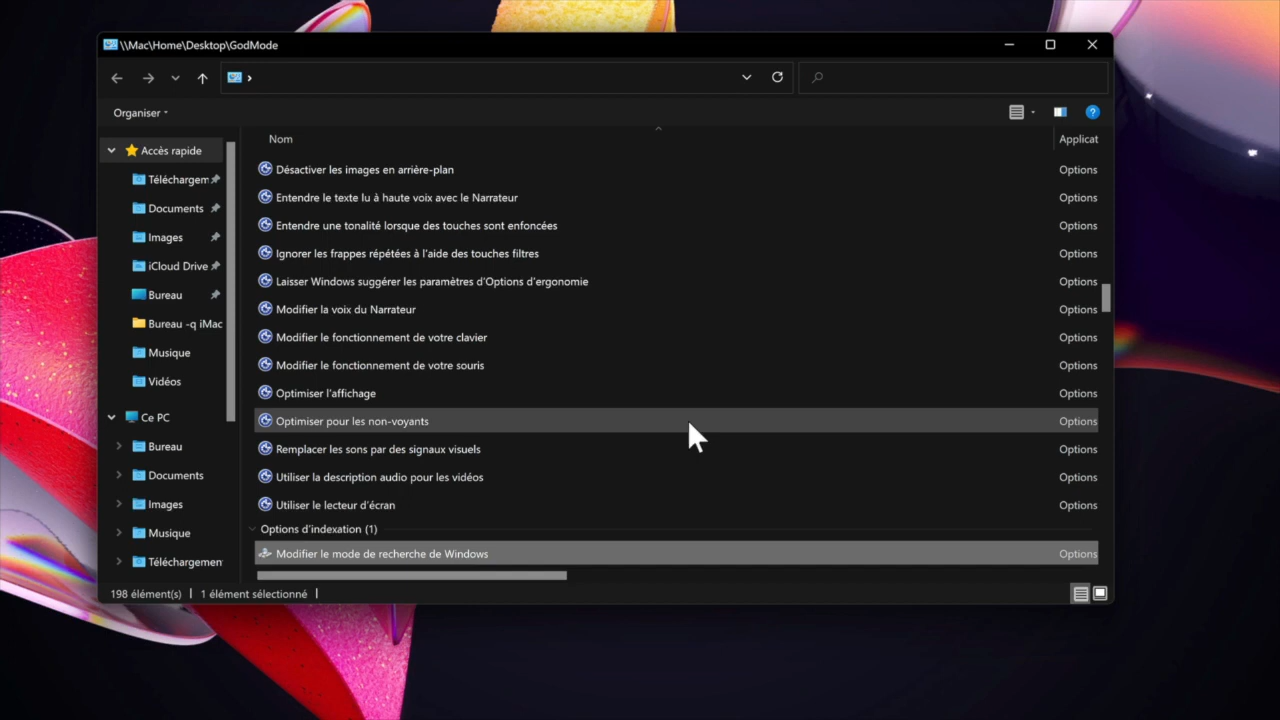 \\Mac\Home\Desktop\GodMode
Organiser
Nom
Applicat
Accès rapide
Téléchargem
Documents
Images
iCloud Drive
Bureau
Bureau -q iMac
Musique
Vidéos
Ce PC
Bureau
Documents
Images
Musique
Téléchargemen
Désactiver les images en arrière-plan Options
Entendre le texte lu à haute voix avec le Narrateur Options
Entendre une tonalité lorsque des touches sont enfoncées Options
Ignorer les frappes répétées à l'aide des touches filtres Options
Laisser Windows suggérer les paramètres d'Options d'ergonomie Options
Modifier la voix du Narrateur Options
Modifier le fonctionnement de votre clavier Options
Modifier le fonctionnement de votre souris Options
Optimiser l'affichage Options
Optimiser pour les non-voyants Options
Remplacer les sons par des signaux visuels Options
Utiliser la description audio pour les vidéos Options
Utiliser le lecteur d'écran Options
Options d'indexation (1)
Modifier le mode de recherche de Windows Options
198 élément(s) 1 élément sélectionné